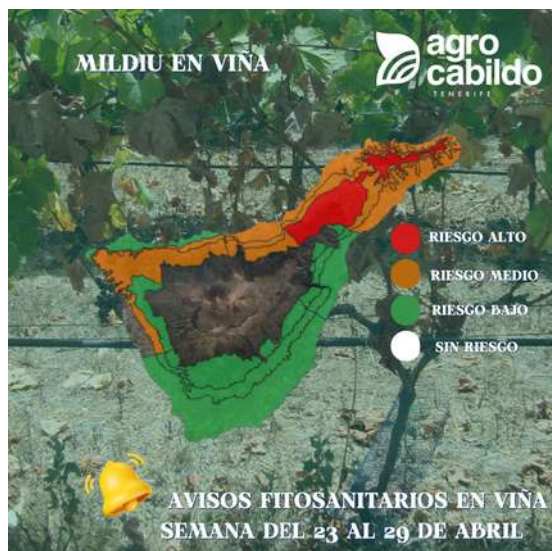 MILDIU EN VIÑA
agro
cabildo
TENERIFE
RIESGO ALTO
RIESGO MEDIO
RIESGO BAJO
SIN RIESGO
AVISOS FITOSANITARIOS EN VIÑA
SEMANA DEL 23 AL 29 DE ABRIL